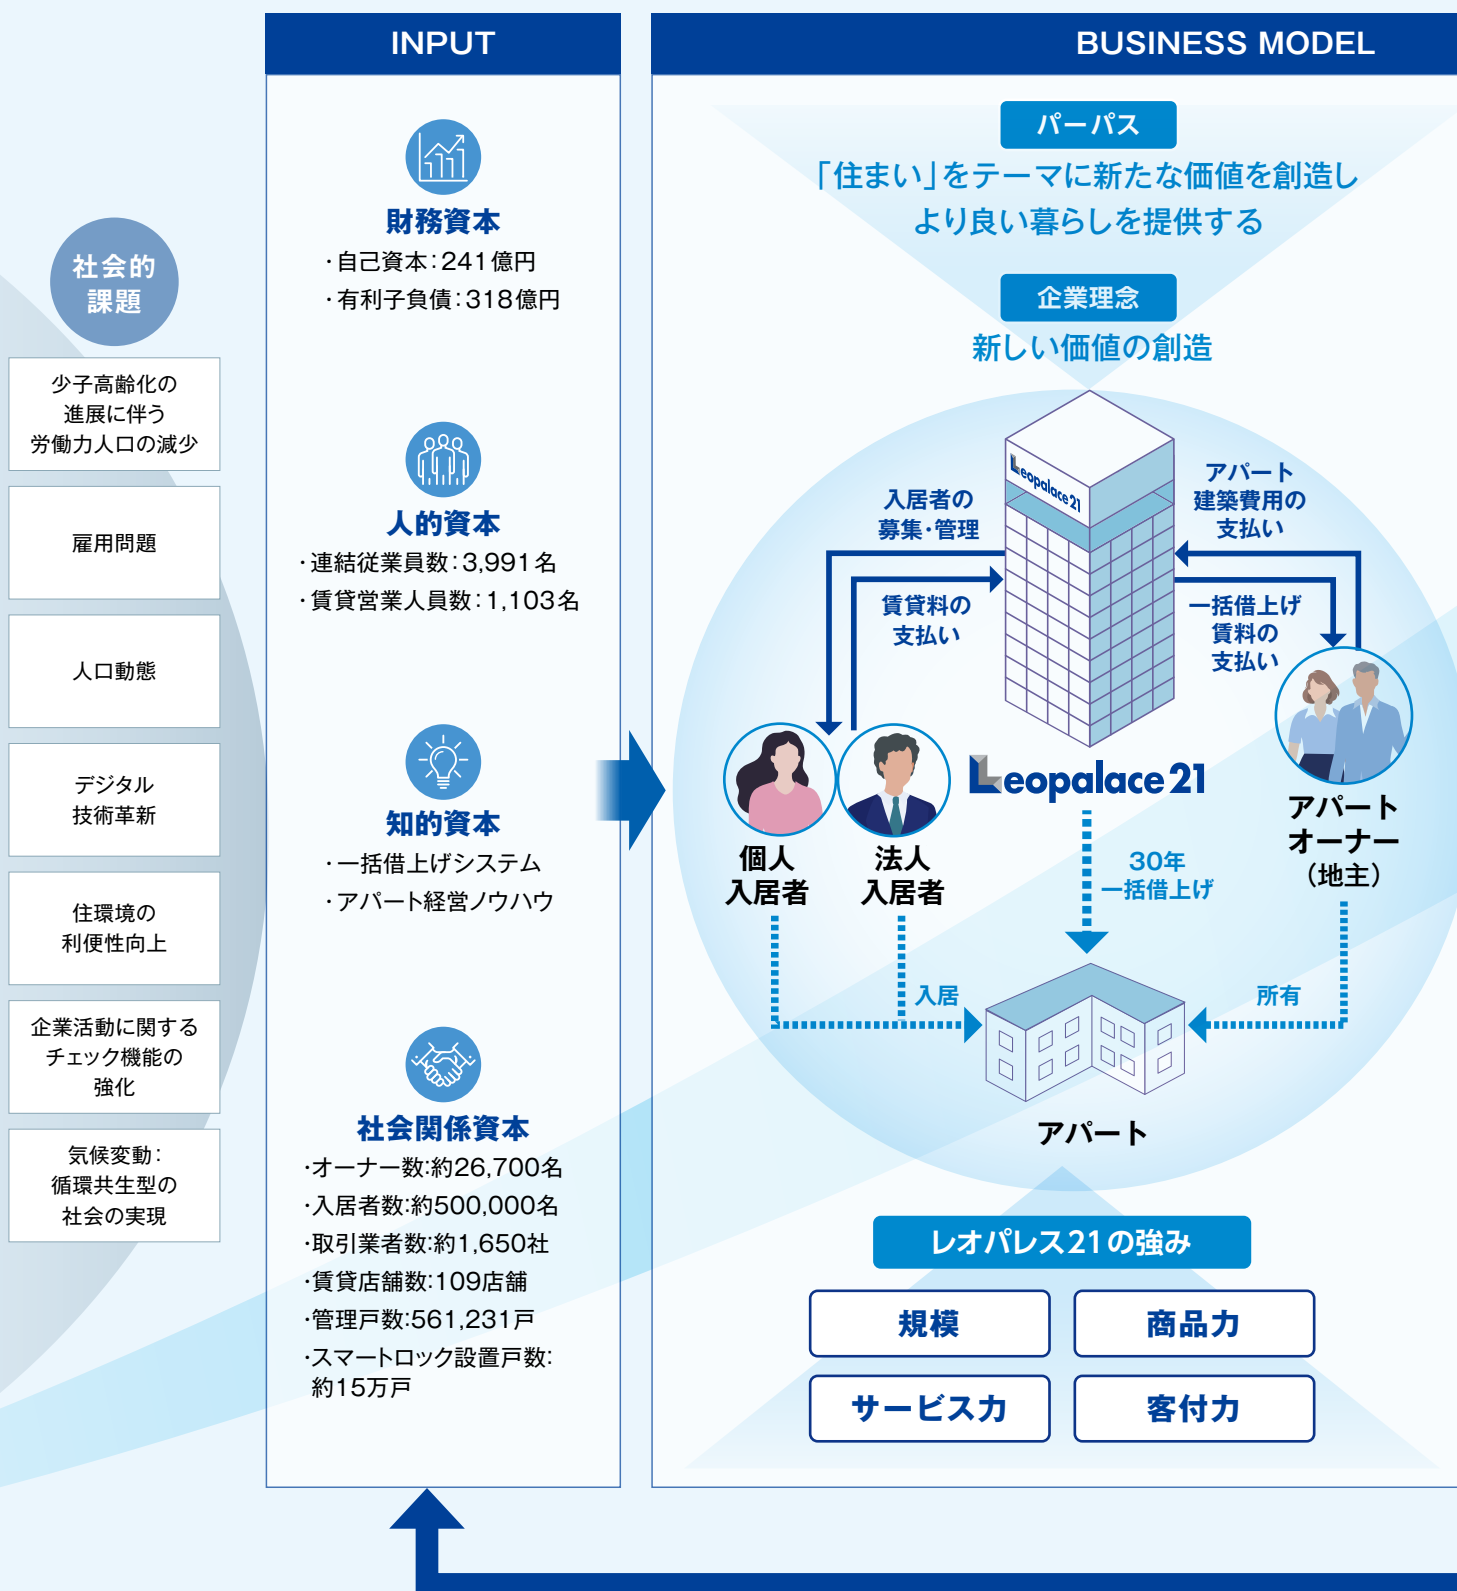 社会的
課題
少子高齢化の
進展に伴う
労働力人口の減少
雇用問題
人口動態
デジタル
技術革新
住環境の
利便性向上
企業活動に関する
チェック機能の
強化
気候変動：
循環共生型の
社会の実現
INPUT
財務資本
・自己資本：241億円
・有利子負債：318億円
人的資本
・連結従業員数：3,991名
・賃貸営業人員数：1,103名
知的資本
・一括借上げシステム
・アパート経営ノウハウ
社会関係資本
・オーナー数：約26,700名
・入居者数：約500,000名
・取引業者数：約1,650社
・賃貸店舗数：109店舗
・管理戸数：561,231戸
・スマートロック設置戸数：
約15万戸
BUSINESS MODEL
パーパス
「住まい」をテーマに新たな価値を創造し
より良い暮らしを提供する
企業理念
新しい価値の創造
Leopalace21
入居者の
募集・管理
賃貸料の
支払い
アパート
建築費用の
支払い
一括借上げ
賃料の
支払い
個人
入居者
法人
入居者
Leopalace21
アパート
オーナー
（地主）
30年
一括借上げ
入居
所有
アパート
レオパレス21の強み
規模
商品力
サービス力
客付力